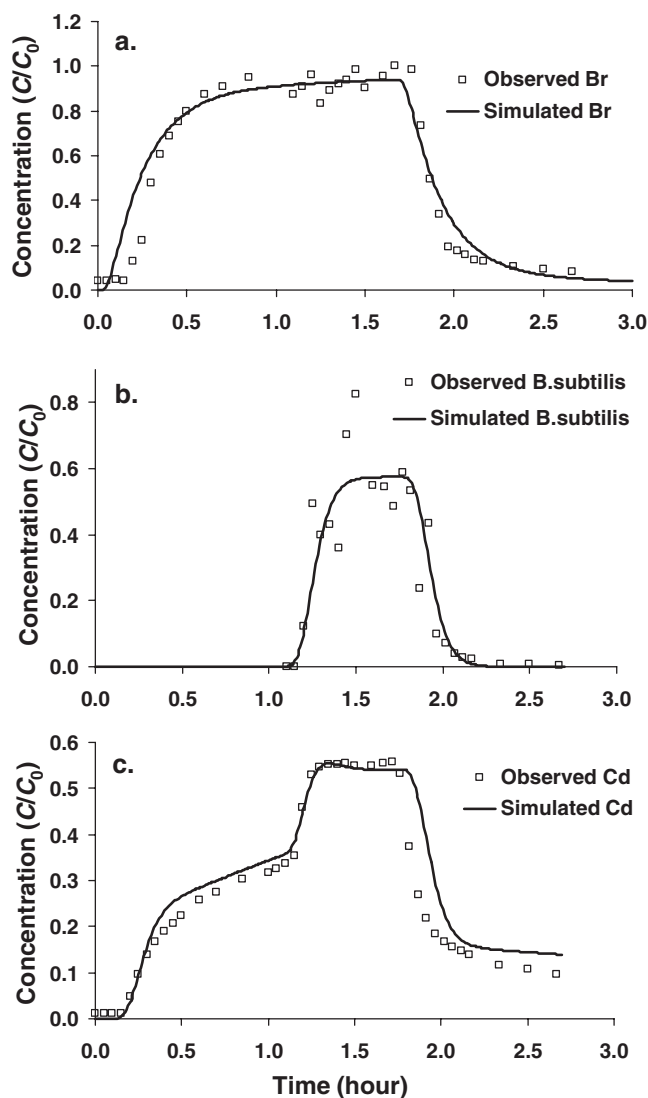 a.
Concentration (C/C0)
1.2
1.0
0.8
0.6
0.4
0.2
0.0
Observed Br
Simulated Br
0.0 0.5 1.0 1.5 2.0 2.5 3.0
b.
Concentration (C/C0)
0.8
0.6
0.4
0.2
0.0
Observed B.subtilis
Simulated B.subtilis
0.0 0.5 1.0 1.5 2.0 2.5 3.0
c.
Concentration (C/C0)
0.6
0.5
0.4
0.3
0.2
0.1
0.0
Observed Cd
Simulated Cd
0.0 0.5 1.0 1.5 2.0 2.5 3.0
Time (hour)